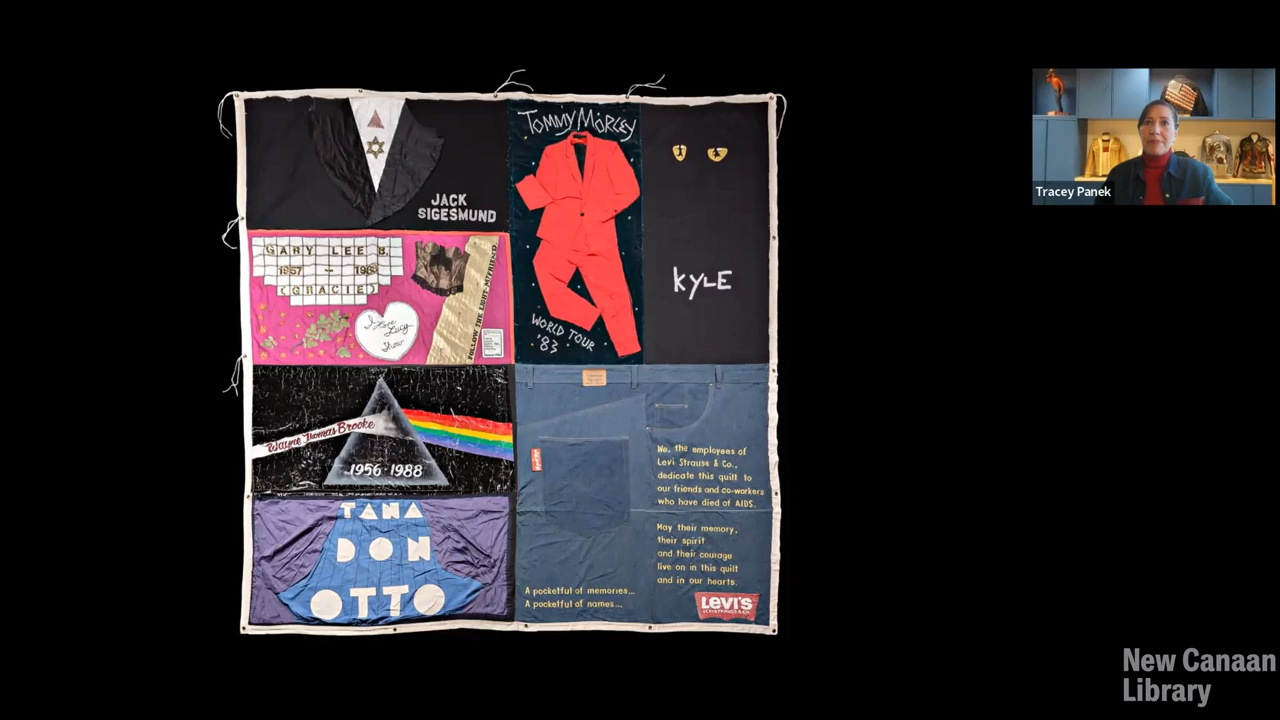 Tracey Panek
JACK
SIGESMUND
TOMMY MORLEY
WORLD TOUR
'83
KYLE
GARY LEE B.
(GRACIE)
I Love
Lucy
Show
FOLLOW THE LIGHT MY FRIEND
Wayne Thomas Brooke
1956 · 1988
TANA
DON
OTTO
We, the employees of
Levi Strauss & Co.,
dedicate this quilt to
our friends and co-workers
who have died of AIDS.
May their memory,
their spirit
and their courage
live on in this quilt
and in our hearts.
A pocketful of memories...
A pocketful of names...
LEVI'S
New Canaan
Library